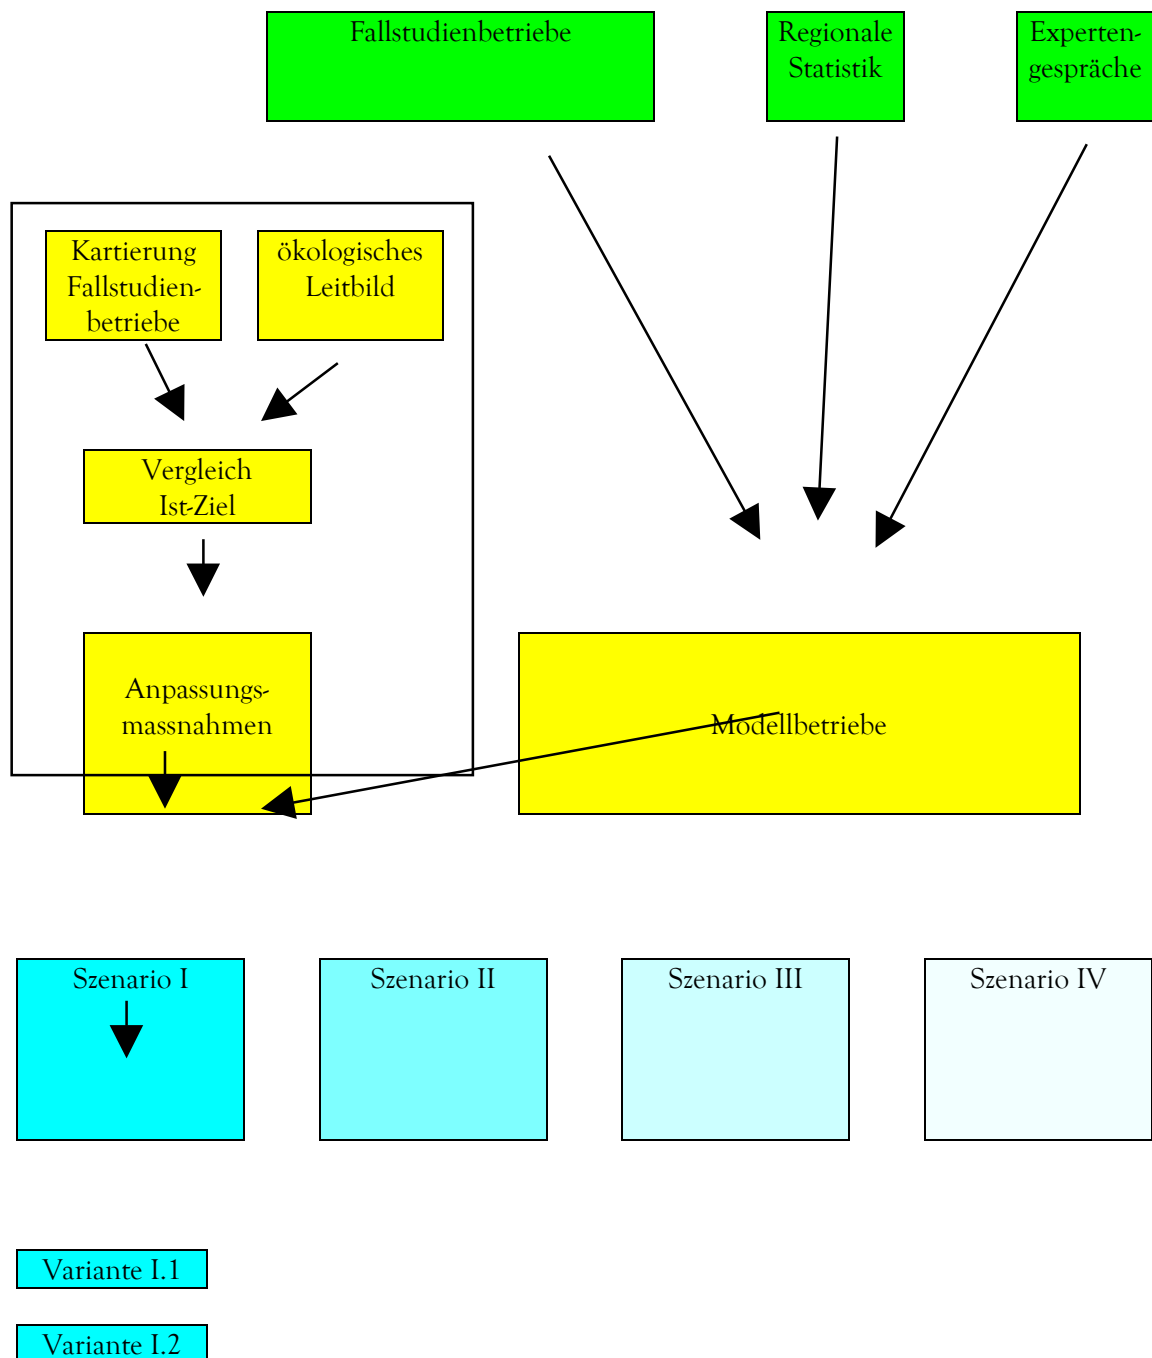 Fallstudienbetriebe
Regionale
Statistik
Experten-
gespräche
Kartierung
Fallstudien-
betriebe
ökologisches
Leitbild
Vergleich
Ist-Ziel
Anpassungs-
massnahmen
Modellbetriebe
Szenario I
Szenario II
Szenario III
Szenario IV
Variante I.1
Variante I.2